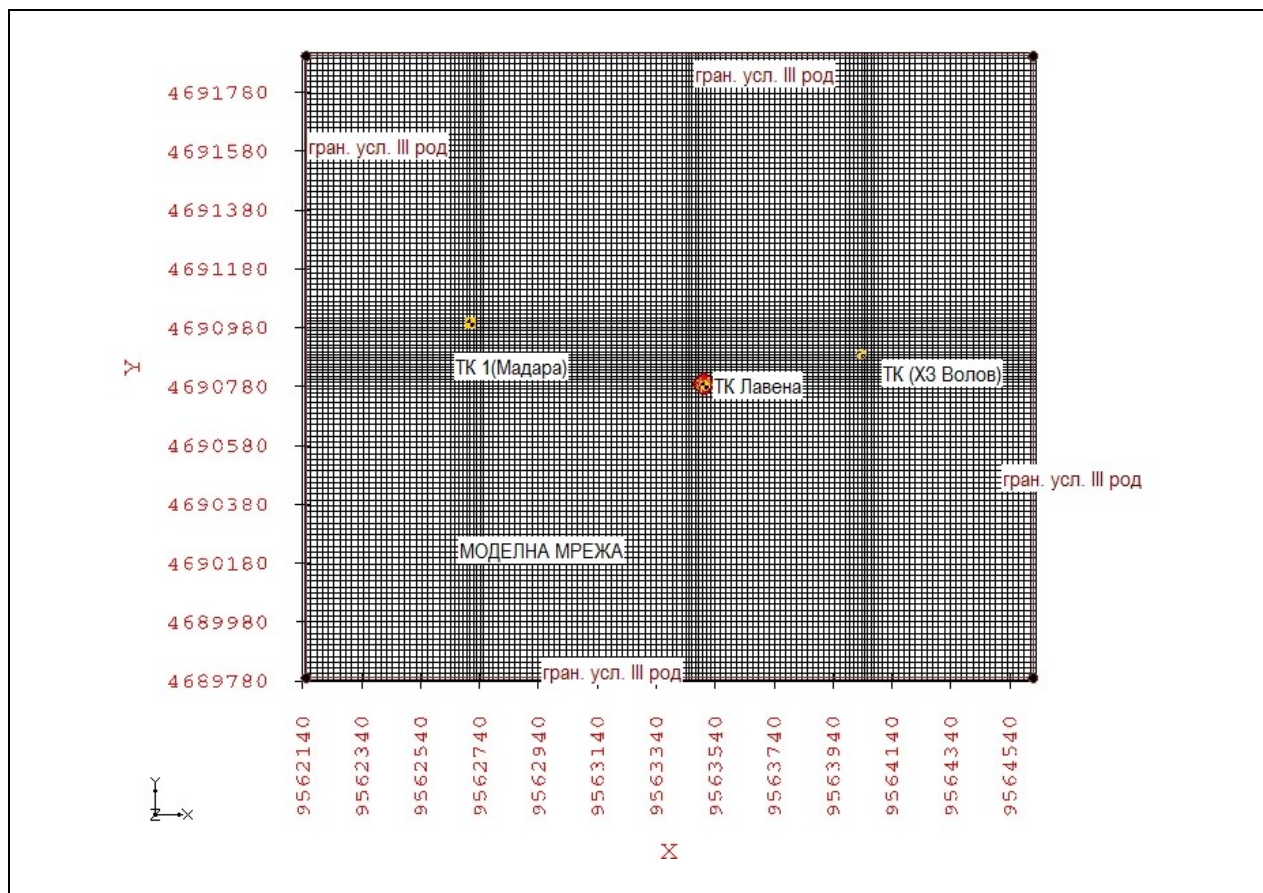 гран. усл. III род
4691780
гран. усл. III род
4691580
4691380
4691180
4690980
ТК 1(Мадара)
ТК (ХЗ Волов)
Y
4690780
ТК Лавена
4690580
гран. усл. III род
4690380
МОДЕЛНА МРЕЖА
4690180
4689980
гран. усл. III род
4689780
9562140
9562340
9562540
9562740
9562940
9563140
9563340
9563540
9563740
9563940
9564140
9564340
9564540
Y
Z
X
X